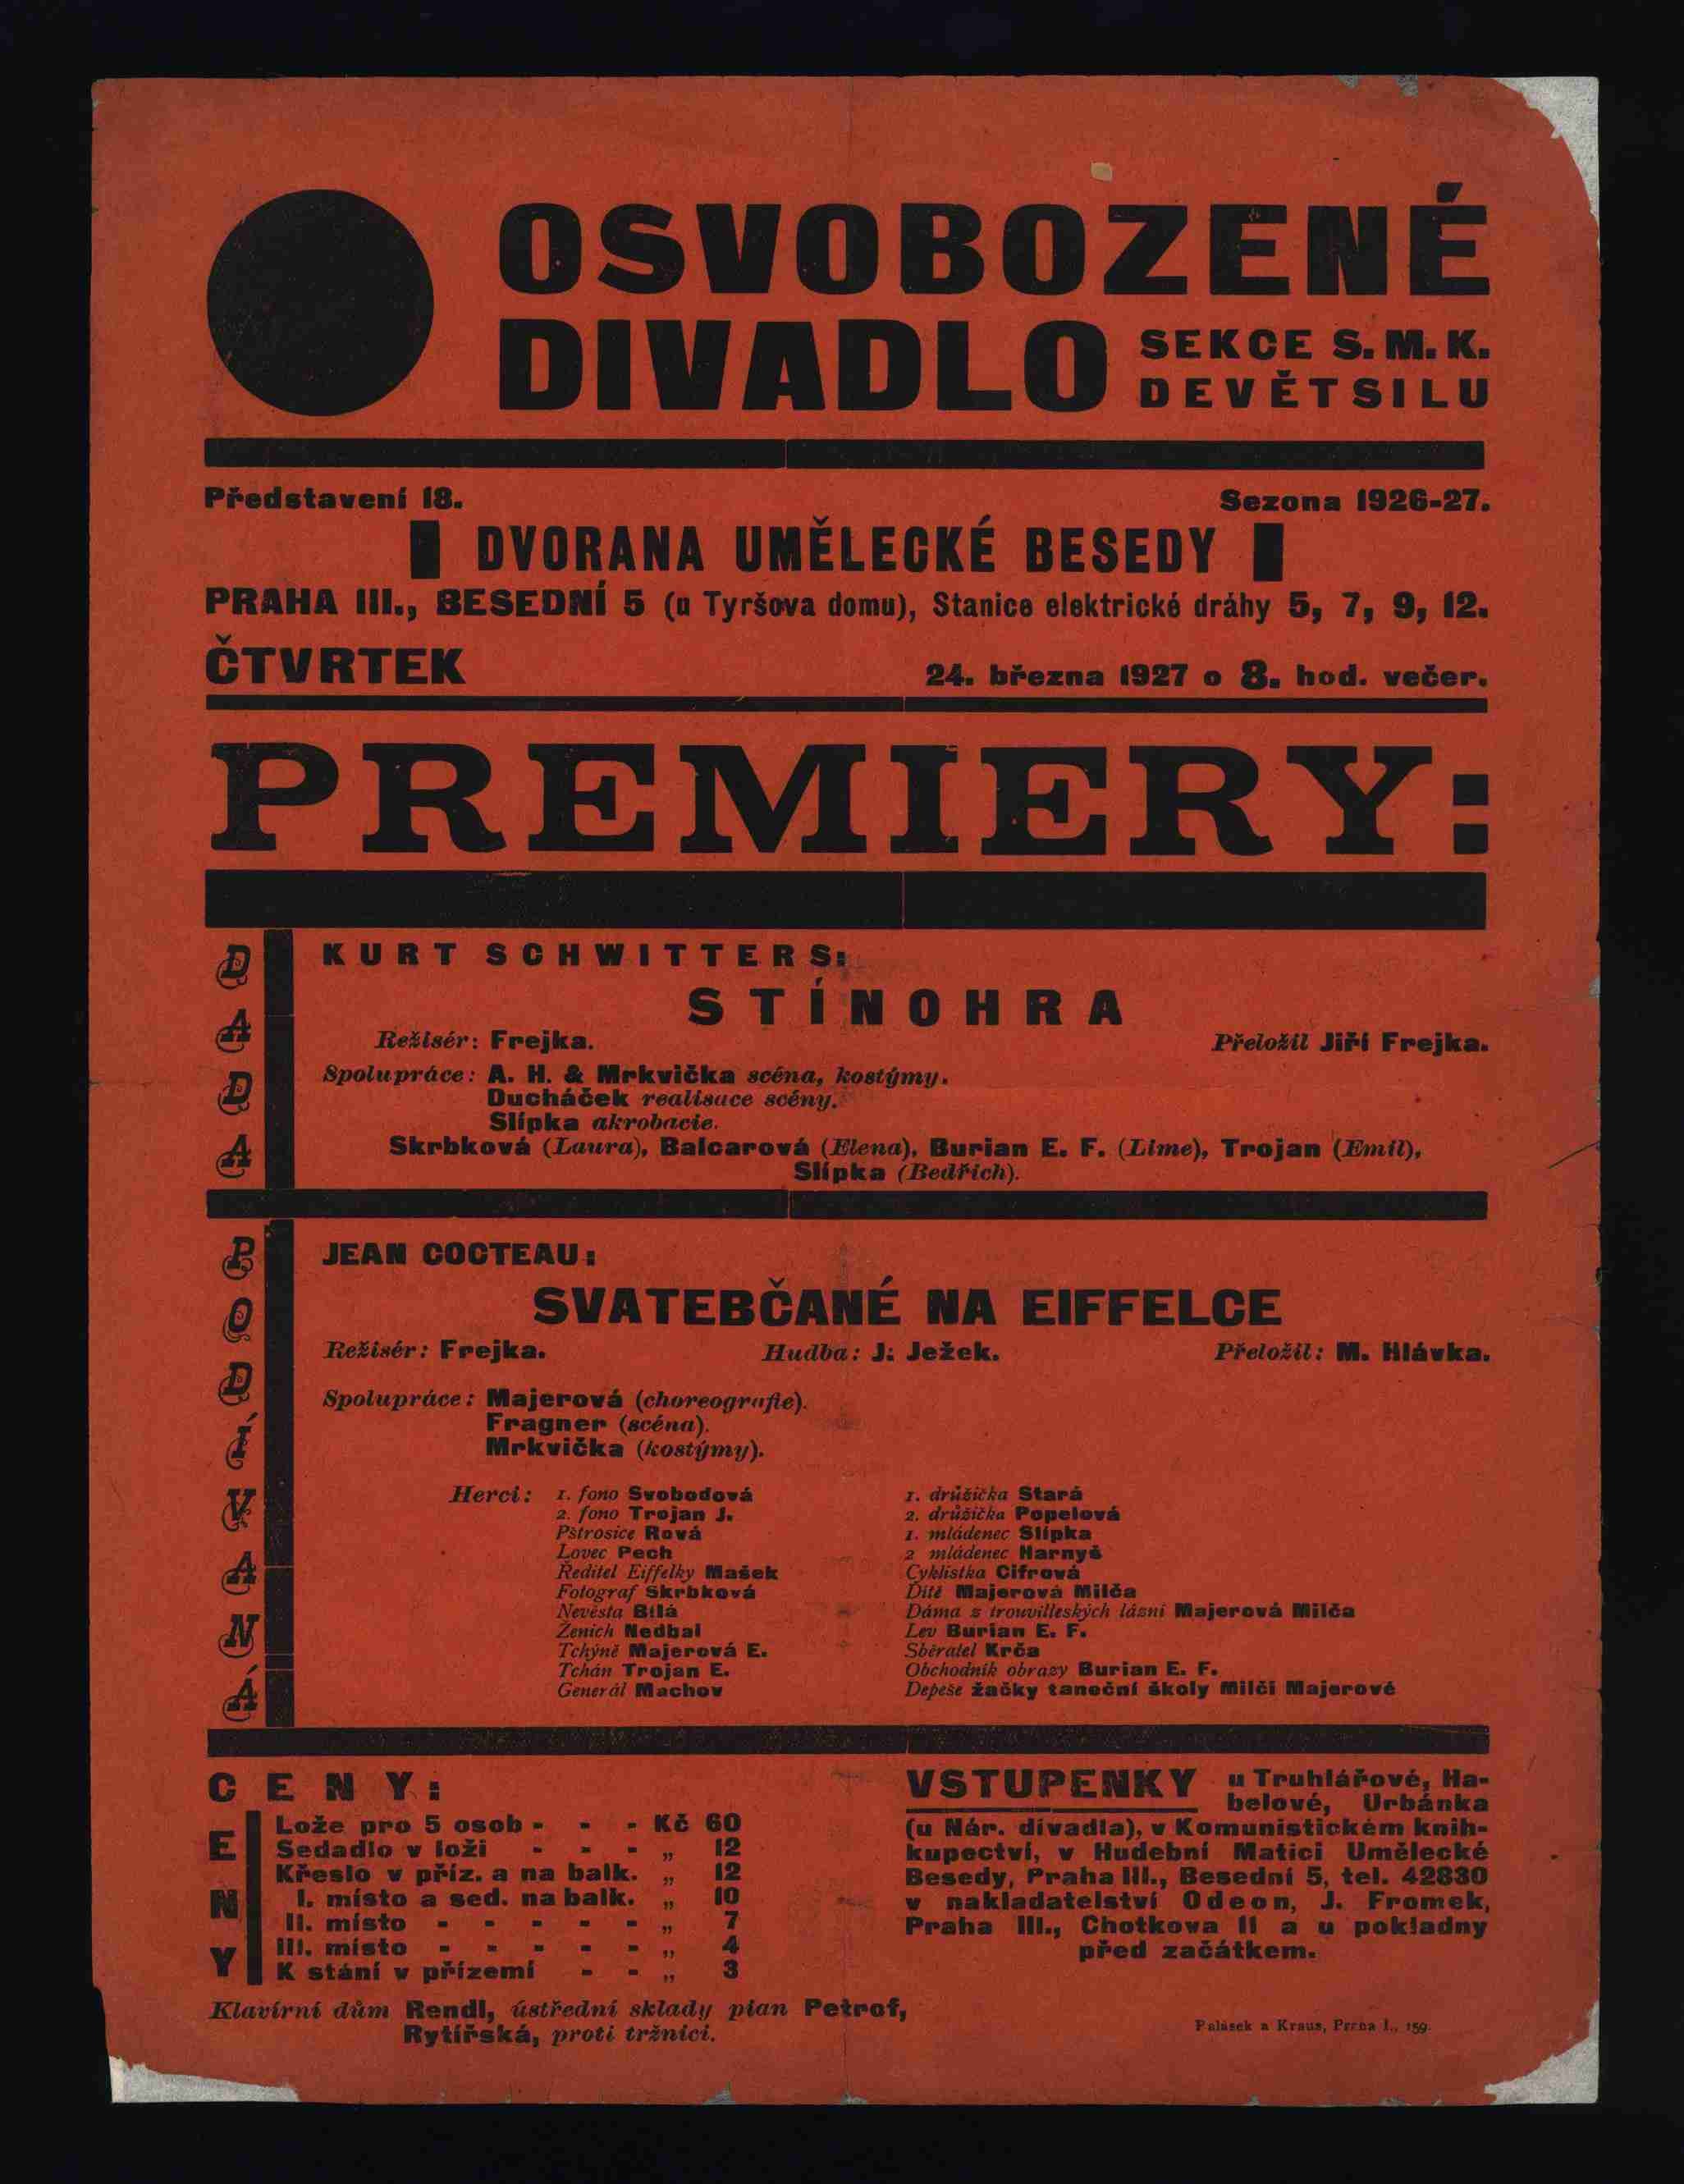 OSVOBOZENÉ
DIVADLO SEKCE S. M. K.
DEVĚTSILU
Představení 18. Sezona 1926-27.
DVORANA UMĚLECKÉ BESEDY
PRAHA III., BESEDNÍ 5 (u Tyršova domu), Stanice elektrické dráhy 5, 7, 9, 12.
ČTVRTEK 24. března 1927 o 8. hod. večer.
PREMIERY:
DADA
KURT SCHWITTERS:
STÍNOHRA
Režisér: Frejka. Přeložil Jiří Frejka.
Spolupráce: A. H. & Mrkvička scéna, kostýmy.
Ducháček realisace scény.
Slípka akrobacie.
Skrbková (Laura), Balcarová (Elena), Burian E. F. (Lime), Trojan (Emil),
Slípka (Bedřich).
PODÍVANÁ
JEAN COCTEAU:
SVATEBČANÉ NA EIFFELCE
Režisér: Frejka. Hudba: J. Ježek. Přeložil: M. Hlávka.
Spolupráce: Majerová (choreografie).
Fragner (scéna).
Mrkvička (kostýmy).
Herci: 1. fono Svobodová
2. fono Trojan J.
Pštrosice Rová
Lovec Pech
Ředitel Eiffelky Mašek
Fotograf Skrbková
Nevěsta Bílá
Ženich Nedbal
Tchýně Majerová E.
Tchán Trojan E.
Generál Machov
1. družička Stará
2. družička Popelová
1. mládenec Slípka
2 mládenec Harnyš
Cyklistka Cifrová
Dítě Majerová Milča
Dáma z trouvilleských lázní Majerová Milča
Lev Burian E. F.
Sběratel Krča
Obchodník obrazy Burian E. F.
Depeše žačky taneční školy Milči Majerové
CENY:
ENY
Lože pro 5 osob - - - Kč 60
Sedadlo v loži - - - „ 12
Křeslo v příz. a na balk. „ 12
I. místo a sed. na balk. „ 10
II. místo - - - - - „ 7
III. místo - - - - - „ 4
K stání v přízemí - - „ 3
VSTUPENKY u Truhlářové, Ha-
belové, Urbánka
(u Nár. divadla), v Komunistickém knih-
kupectví, v Hudební Matici Umělecké
Besedy, Praha III., Besední 5, tel. 42830
v nakladatelství Odeon, J. Fromek,
Praha III., Chotkova 11 a u pokladny
před začátkem.
Klavírní dům Rendl, ústřední sklady pian Petrof,
Rytířská, proti tržnici.
Palásek a Kraus, Praha I., 159.